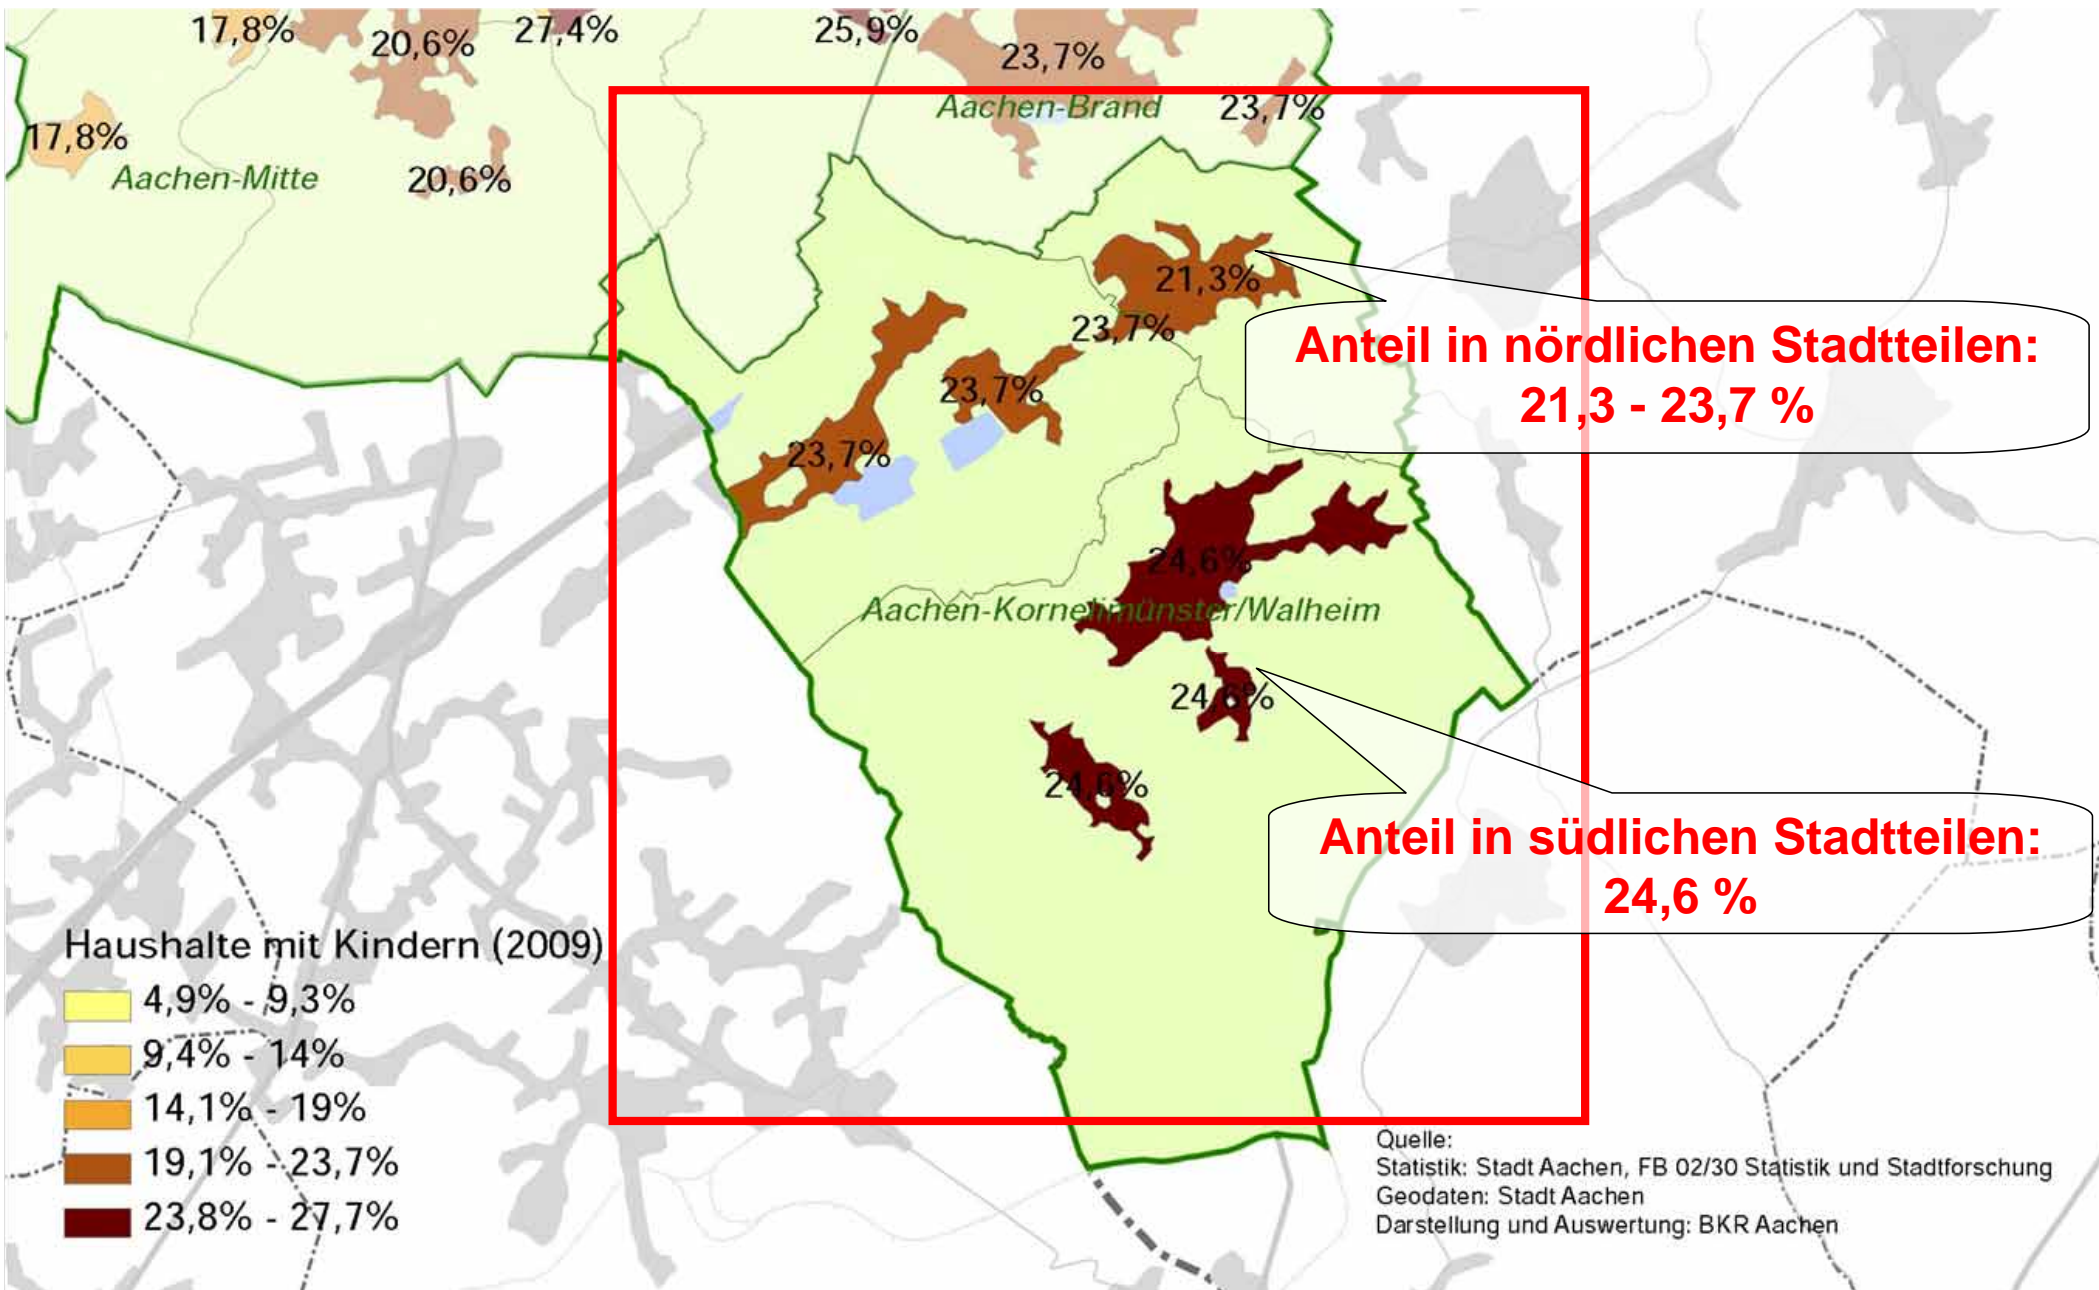 17,8%
20,6%
27,4%
25,9%
23,7%
Aachen-Brand
23,7%
17,8%
Aachen-Mitte
20,6%
21,3%
23,7%
Anteil in nördlichen Stadtteilen:
21,3 - 23,7 %
23,7%
23,7%
24,6%
Aachen-Kornelimünster/Walheim
24,6%
24,6%
Anteil in südlichen Stadtteilen:
24,6 %
Haushalte mit Kindern (2009)
4,9% - 9,3%
9,4% - 14%
14,1% - 19%
19,1% - 23,7%
23,8% - 27,7%
Quelle:
Statistik: Stadt Aachen, FB 02/30 Statistik und Stadtforschung
Geodaten: Stadt Aachen
Darstellung und Auswertung: BKR Aachen